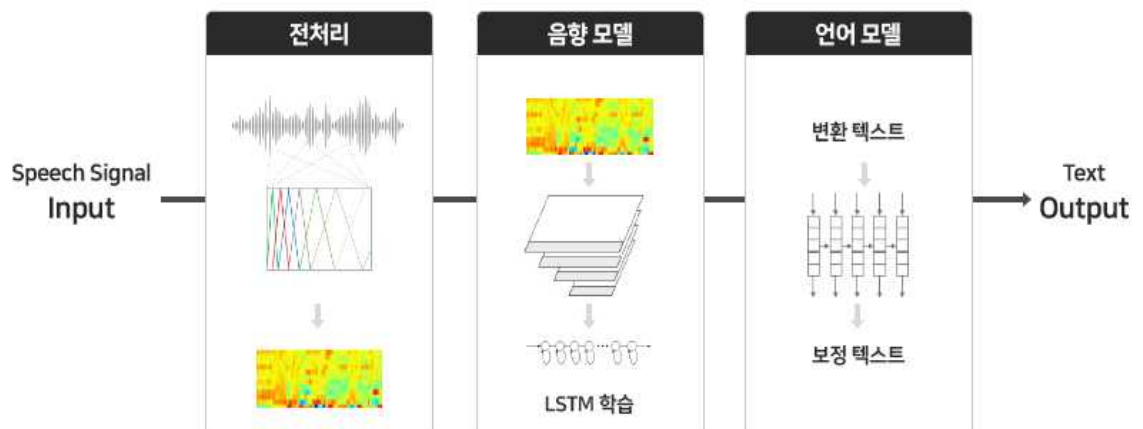 전처리
음향 모델
언어 모델
Speech Signal
Input
변환 텍스트
보정 텍스트
LSTM 학습
Text
Output